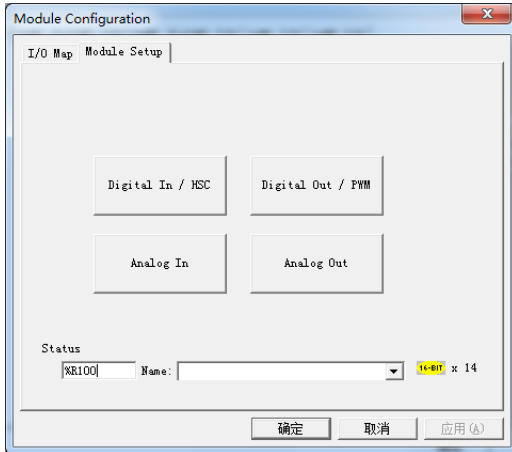 Module Configuration
I/O Map Module Setup
Digital In / HSC Digital Out / PWM
Analog In Analog Out
Status
%R100 Name: 16-BIT x 14
确定 取消 应用(A)